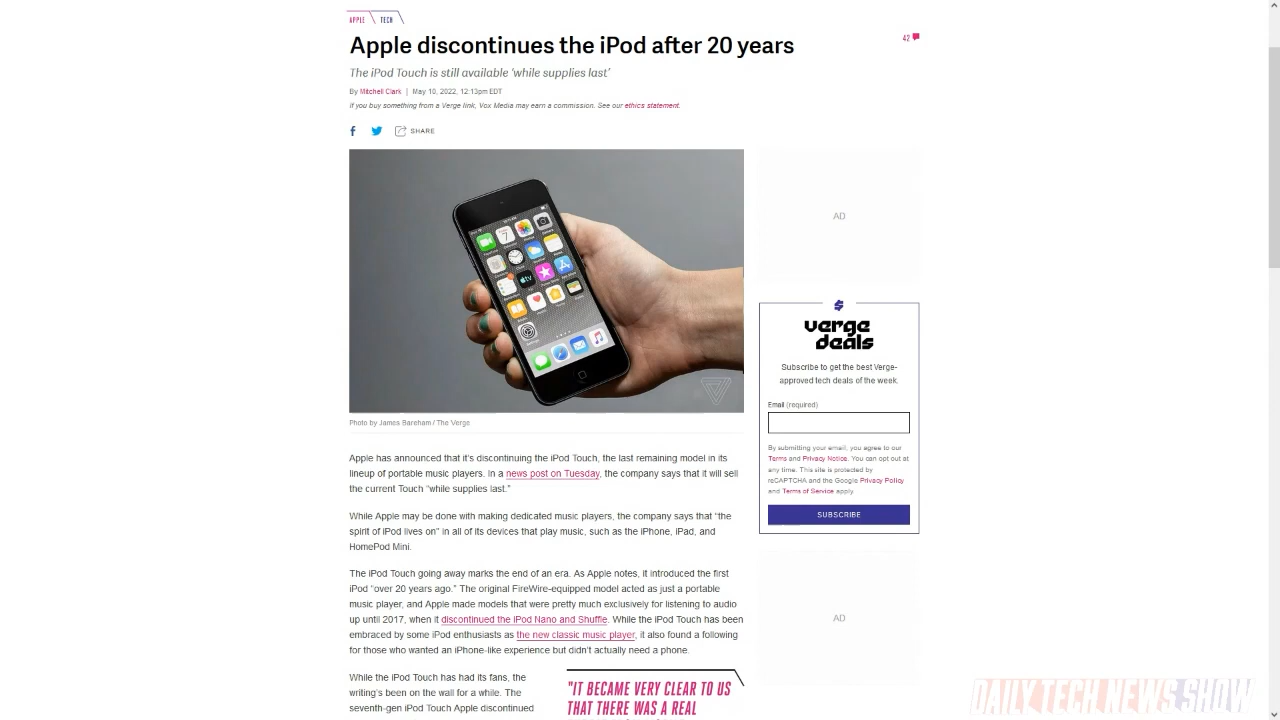 APPLE TECH
Apple discontinues the iPod after 20 years
42
The iPod Touch is still available 'while supplies last'
By Mitchell Clark | May 10, 2022, 12:13pm EDT
If you buy something from a Verge link, Vox Media may earn a commission. See our ethics statement.
SHARE
Photo by James Bareham / The Verge
Apple has announced that it's discontinuing the iPod Touch, the last remaining model in its
lineup of portable music players. In a news post on Tuesday, the company says that it will sell
the current Touch "while supplies last."
While Apple may be done with making dedicated music players, the company says that "the
spirit of iPod lives on" in all of its devices that play music, such as the iPhone, iPad, and
HomePod Mini.
The iPod Touch going away marks the end of an era. As Apple notes, it introduced the first
iPod "over 20 years ago." The original FireWire-equipped model acted as just a portable
music player, and Apple made models that were pretty much exclusively for listening to audio
up until 2017, when it discontinued the iPod Nano and Shuffle. While the iPod Touch has been
embraced by some iPod enthusiasts as the new classic music player, it also found a following
for those who wanted an iPhone-like experience but didn't actually need a phone.
While the iPod Touch has had its fans, the
writing's been on the wall for a while. The
seventh-gen iPod Touch Apple discontinued
"IT BECAME VERY CLEAR TO US
THAT THERE WAS A REAL
AD
verge
deals
Subscribe to get the best Verge-
approved tech deals of the week.
Email (required)
By submitting your email, you agree to our
Terms and Privacy Notice. You can opt out at
any time. This site is protected by
reCAPTCHA and the Google Privacy Policy
and Terms of Service apply.
SUBSCRIBE
AD
DAILY TECH NEWS SHOW